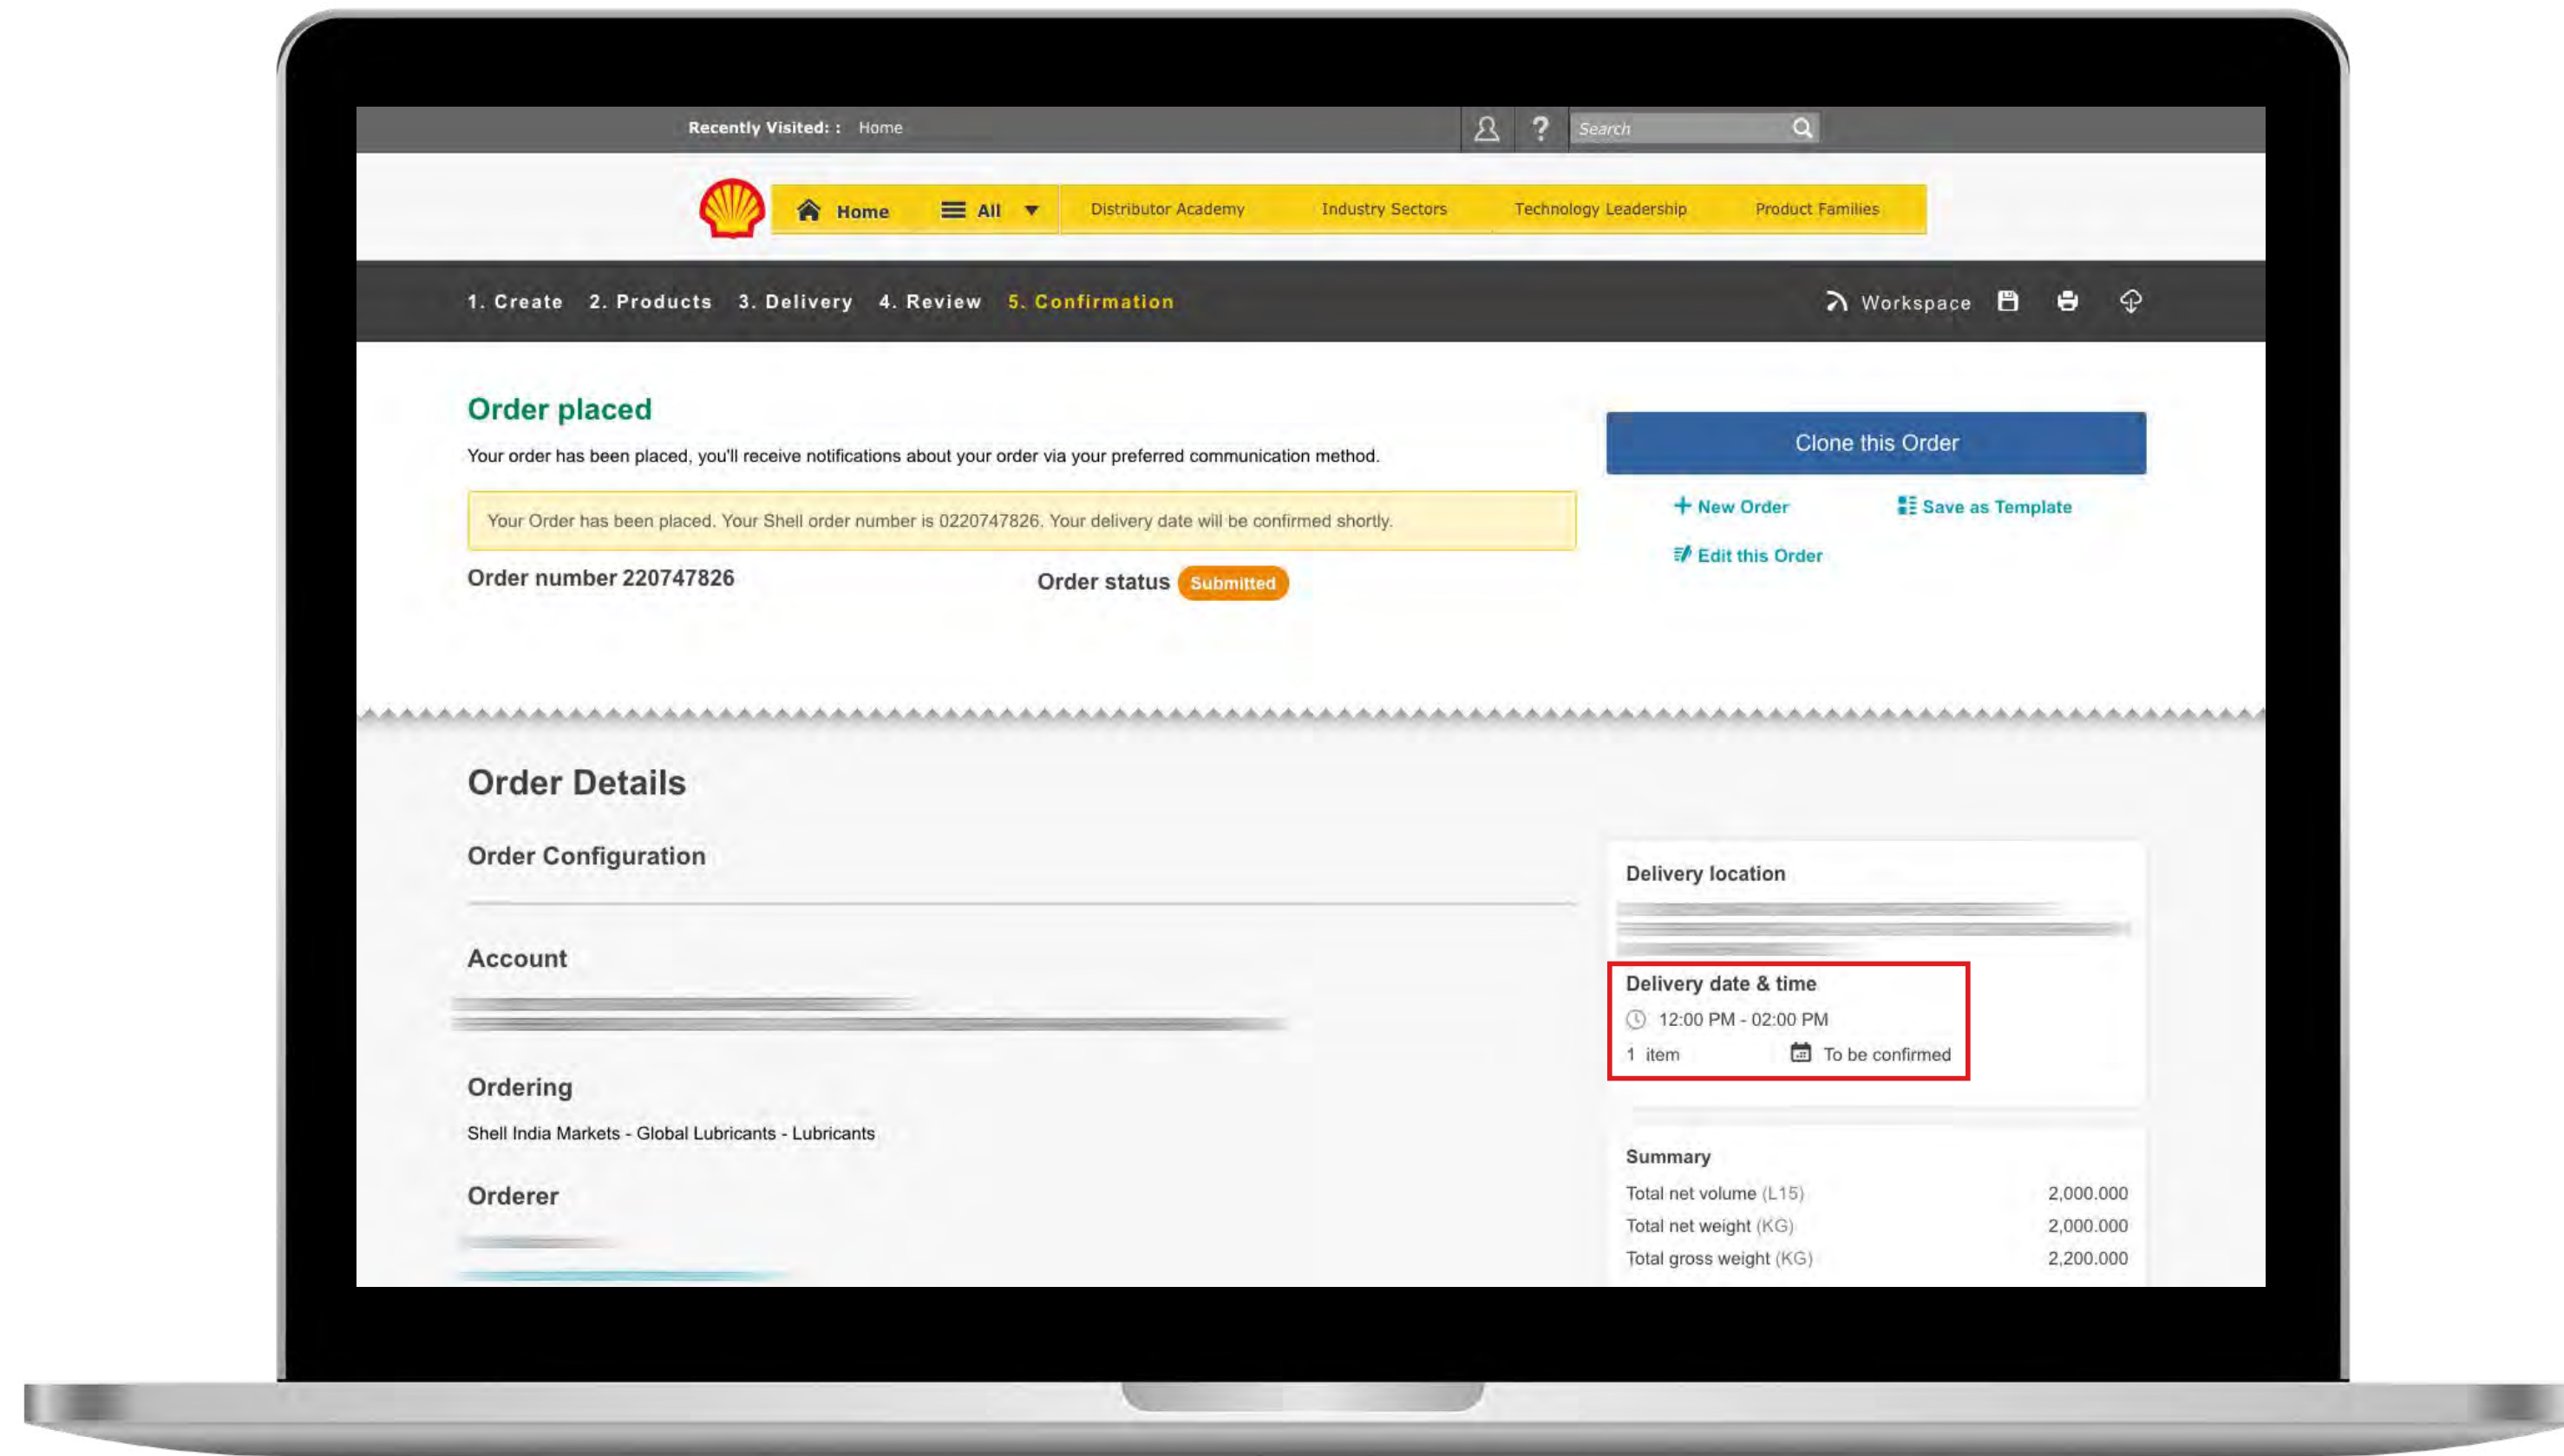 Recently Visited: : Home
Search
Home All Distributor Academy Industry Sectors Technology Leadership Product Families
1. Create 2. Products 3. Delivery 4. Review 5. Confirmation Workspace
Order placed
Your order has been placed, you'll receive notifications about your order via your preferred communication method.
Your Order has been placed. Your Shell order number is 0220747826. Your delivery date will be confirmed shortly.
Order number 220747826
Order status Submitted
Clone this Order
New Order Save as Template
Edit this Order
Order Details
Order Configuration
Account
Ordering
Shell India Markets - Global Lubricants - Lubricants
Orderer
Delivery location
Delivery date & time
12:00 PM - 02:00 PM
1 item To be confirmed
Summary
Total net volume (L15) 2,000.000
Total net weight (KG) 2,000.000
Total gross weight (KG) 2,200.000